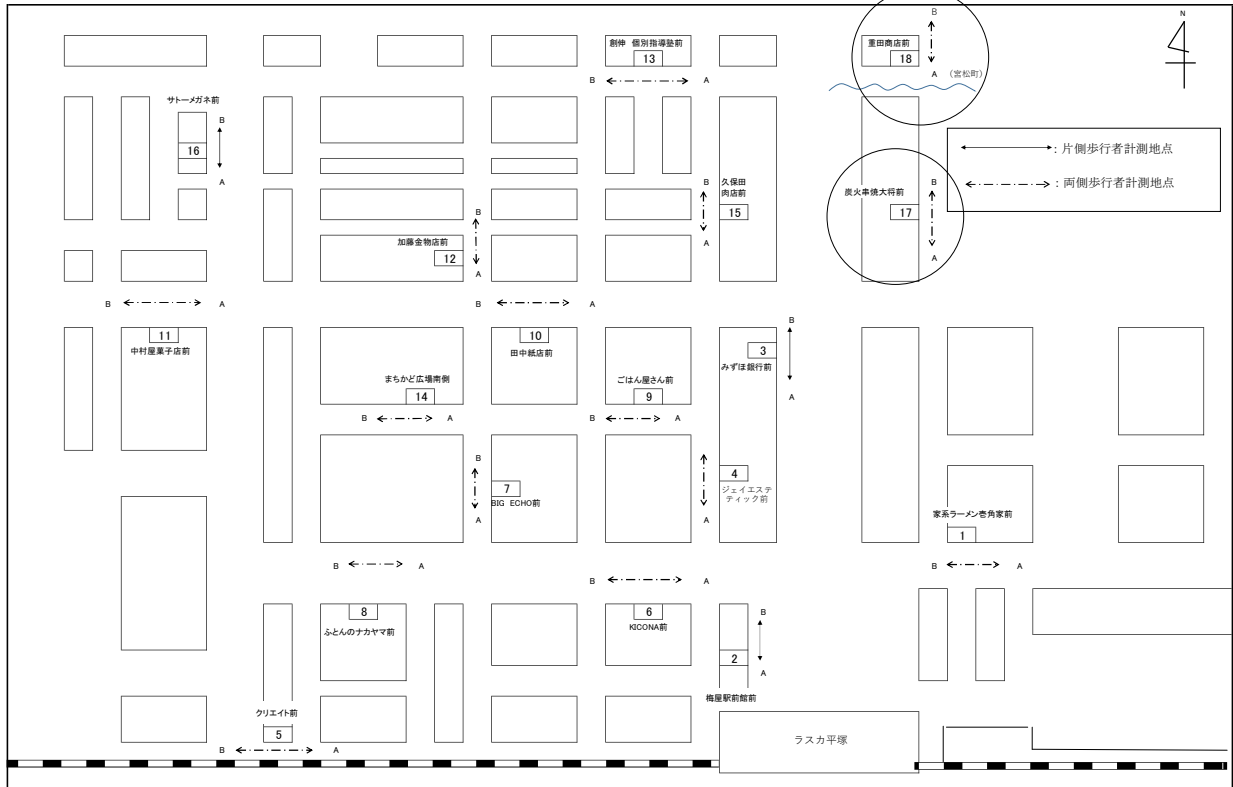 B
N
創伸 個別指導塾前
13
B
A
重田商店前
18
A
(宮松町)
サトーメガネ前
B
16
A
: 片側歩行者計測地点
: 両側歩行者計測地点
久保田
肉店前
B
15
A
炭火串焼大将前
B
17
A
B
加藤金物店前
12
A
B
A
B
A
11
中村屋菓子店前
10
田中紙店前
B
3
みずほ銀行前
A
まちかど広場南側
14
B
A
ごはん屋さん前
9
B
A
B
7
BIG ECHO前
A
4
ジェイエステ
ティック前
家系ラーメン壱角家前
1
B
A
B
A
B
A
8
ふとんのナカヤマ前
6
KICONA前
B
2
A
梅屋駅前館前
クリエイト前
5
B
A
ラスカ平塚